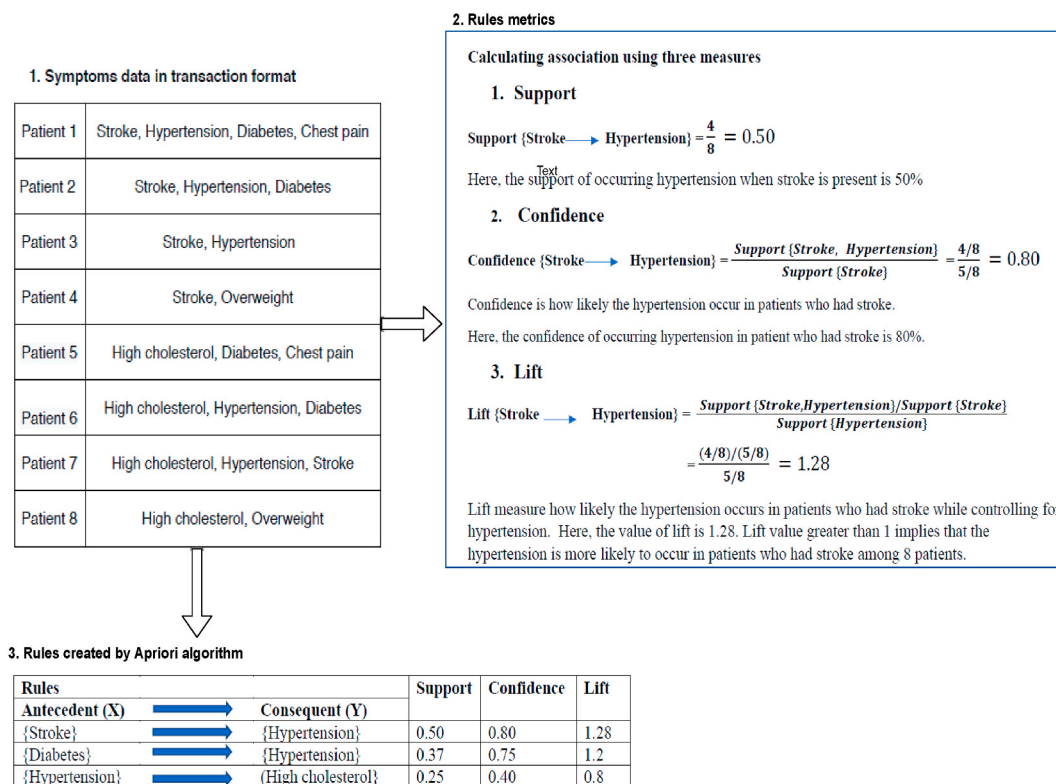 2. Rules metrics
Calculating association using three measures
1. Support
Support {Stroke Hypertension} = 4/8 = 0.50
Text
Here, the support of occurring hypertension when stroke is present is 50%
2. Confidence
Confidence {Stroke Hypertension} = Support {Stroke, Hypertension} / Support {Stroke} = 4/8 / 5/8 = 0.80
Confidence is how likely the hypertension occur in patients who had stroke.
Here, the confidence of occurring hypertension in patient who had stroke is 80%.
3. Lift
Lift {Stroke Hypertension} = Support {Stroke,Hypertension}/Support {Stroke} / Support {Hypertension}
= (4/8)/(5/8) / 5/8 = 1.28
Lift measure how likely the hypertension occurs in patients who had stroke while controlling for
hypertension. Here, the value of lift is 1.28. Lift value greater than 1 implies that the
hypertension is more likely to occur in patients who had stroke among 8 patients.
1. Symptoms data in transaction format
Patient 1 Stroke, Hypertension, Diabetes, Chest pain
Patient 2 Stroke, Hypertension, Diabetes
Patient 3 Stroke, Hypertension
Patient 4 Stroke, Overweight
Patient 5 High cholesterol, Diabetes, Chest pain
Patient 6 High cholesterol, Hypertension, Diabetes
Patient 7 High cholesterol, Hypertension, Stroke
Patient 8 High cholesterol, Overweight
3. Rules created by Apriori algorithm
Rules Support Confidence Lift
Antecedent (X) Consequent (Y)
{Stroke} {Hypertension} 0.50 0.80 1.28
{Diabetes} {Hypertension} 0.37 0.75 1.2
{Hypertension} (High cholesterol} 0.25 0.40 0.8